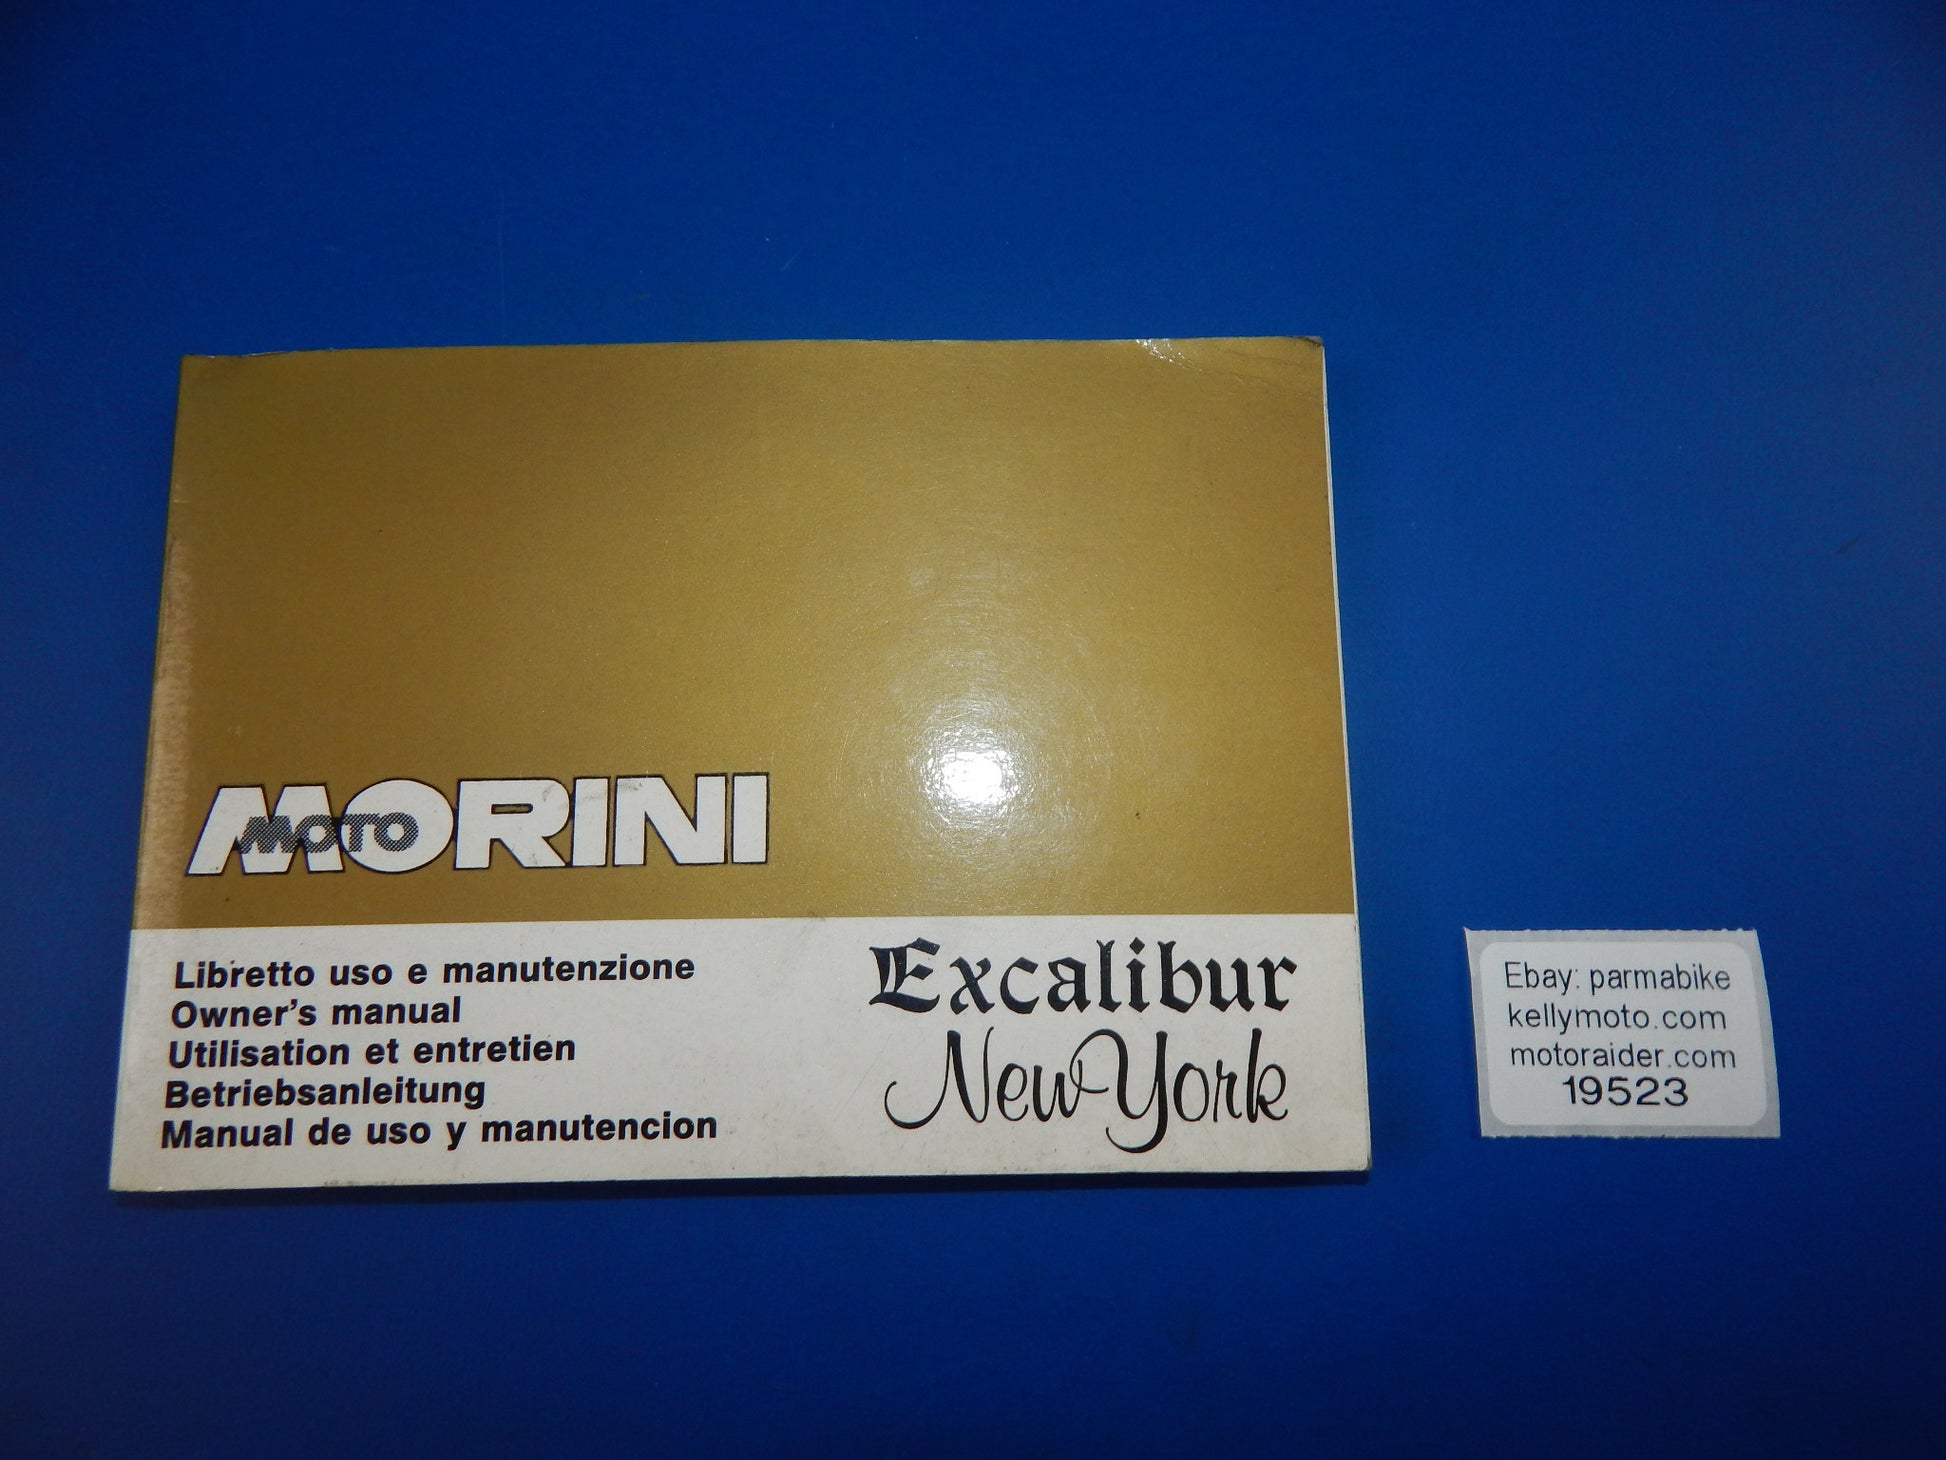 MOTO MORINI
Libretto uso e manutenzione
Owner's manual
Utilisation et entretien
Betriebsanleitung
Manual de uso y manutencion
Excalibur
New York
Ebay: parmabike
kellymoto.com
motoraider.com
19523